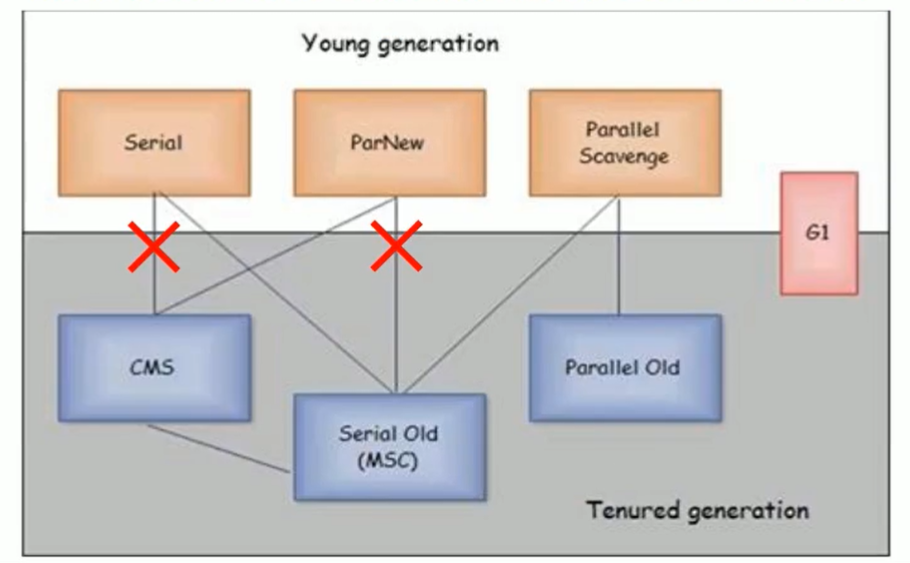 Young generation
Serial
ParNew
Parallel
Scavenge
G1
CMS
Serial Old
(MSC)
Parallel Old
Tenured generation